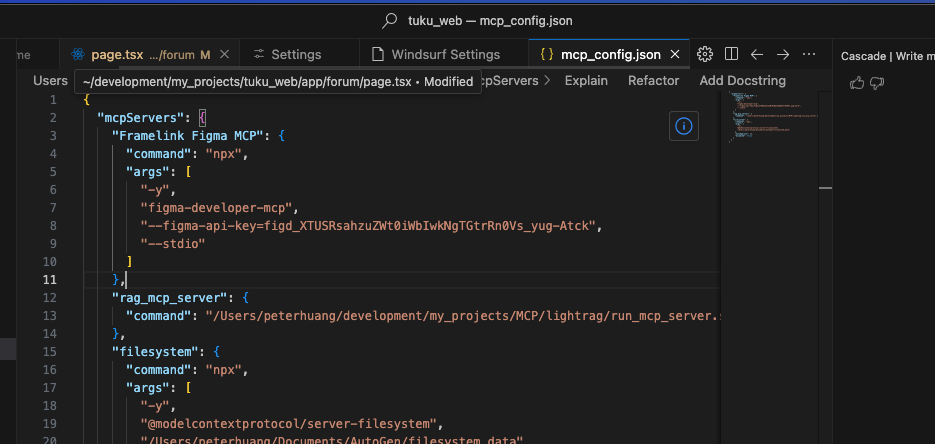 tuku_web — mcp_config.json
me page.tsx .../forum M Settings Windsurf Settings {} mcp_config.json Cascade | Write m
Users ~/development/my_projects/tuku_web/app/forum/page.tsx • Modified cpServers > Explain Refactor Add Docstring
1 {
2 "mcpServers": {
3 "Framelink Figma MCP": {
4 "command": "npx",
5 "args": [
6 "-y",
7 "figma-developer-mcp",
8 "--figma-api-key=figd_XTUSRsahzuZWt0iWbIwkNgTGtrRn0Vs_yug-Atck",
9 "--stdio"
10 ]
11 },
12 "rag_mcp_server": {
13 "command": "/Users/peterhuang/development/my_projects/MCP/lightrag/run_mcp_server.s
14 },
15 "filesystem": {
16 "command": "npx",
17 "args": [
18 "-y",
19 "@modelcontextprotocol/server-filesystem",
20 "/Users/peterhuang/Documents/AutoGen/filesystem_data"